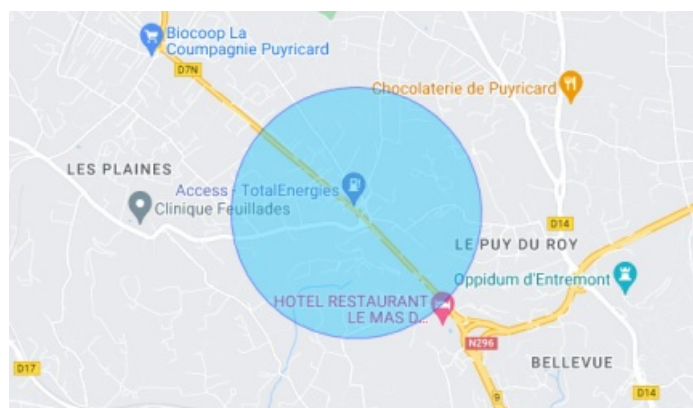 Biocoop La
Coumpagnie Puyricard
D7N
Chocolaterie de Puyricard
LES PLAINES
Access - TotalEnergies
Clinique Feuillades
D14
LE PUY DU ROY
Oppidum d'Entremont
HOTEL RESTAURANT
LE MAS D...
N296
BELLEVUE
D17
9
D14